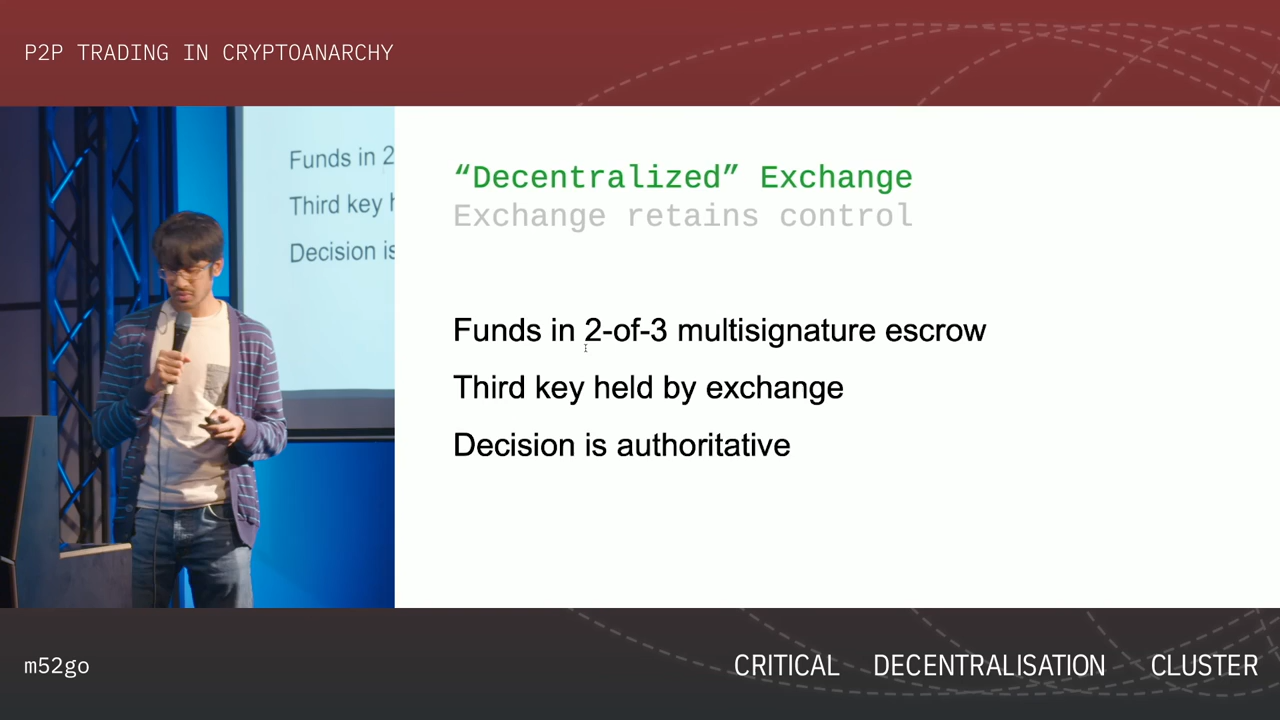 P2P TRADING IN CRYPTOANARCHY
Funds in 2
Third key h
Decision is
“Decentralized” Exchange
Exchange retains control
Funds in 2-of-3 multisignature escrow
Third key held by exchange
Decision is authoritative
m52go
CRITICAL DECENTRALISATION CLUSTER